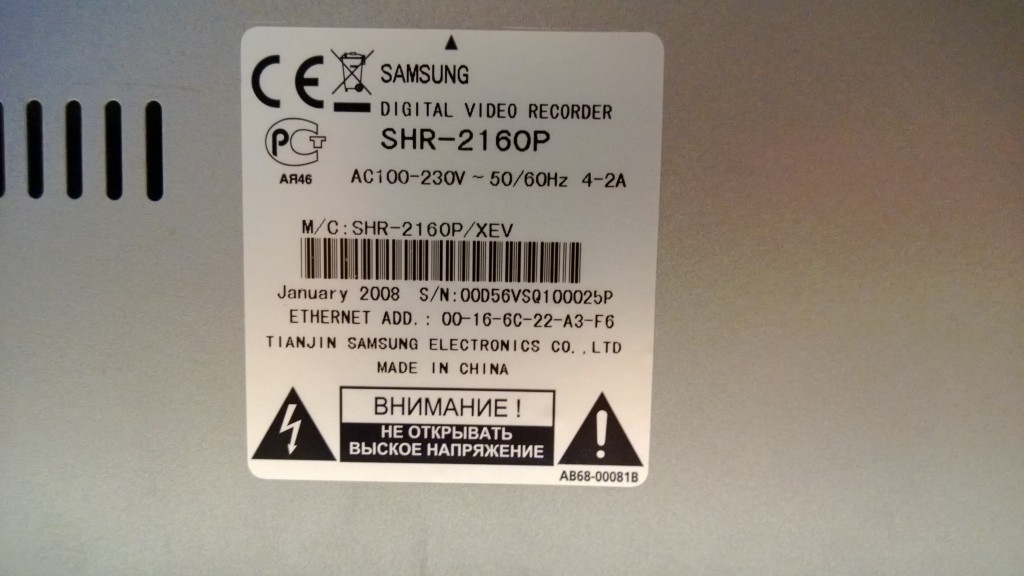 SAMSUNG
DIGITAL VIDEO RECORDER
SHR-2160P
АЯ46
AC100-230V ~ 50/60Hz 4-2A
M/C:SHR-2160P/XEV
January 2008 S/N:00D56VSQ100025P
ETHERNET ADD.: 00-16-6C-22-A3-F6
TIANJIN SAMSUNG ELECTRONICS CO.,LTD
MADE IN CHINA
ВНИМАНИЕ !
НЕ ОТКРЫВАТЬ
ВЫСКОЕ НАПРЯЖЕНИЕ
AB68-00081B